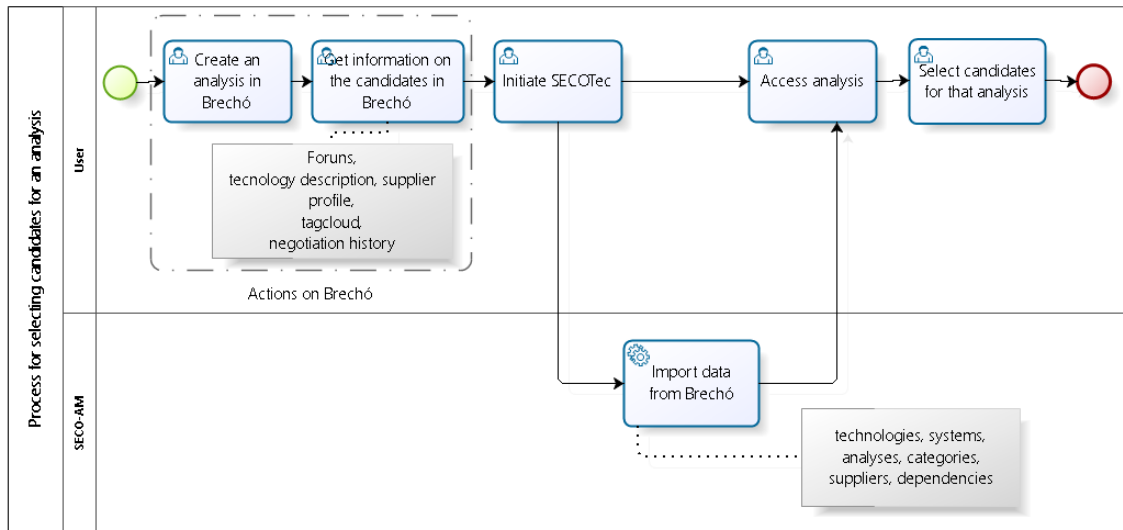 Process for selecting candidates for an analysis
User
Create an
analysis in
Brechó
Get information on
the candidates in
Brechó
Initiate SECOTec
Access analysis
Select candidates
for that analysis
Foruns,
tecnology description, supplier
profile,
tagcloud,
negotiation history
Actions on Brechó
SECO-AM
Import data
from Brechó
technologies, systems,
analyses, categories,
suppliers, dependencies